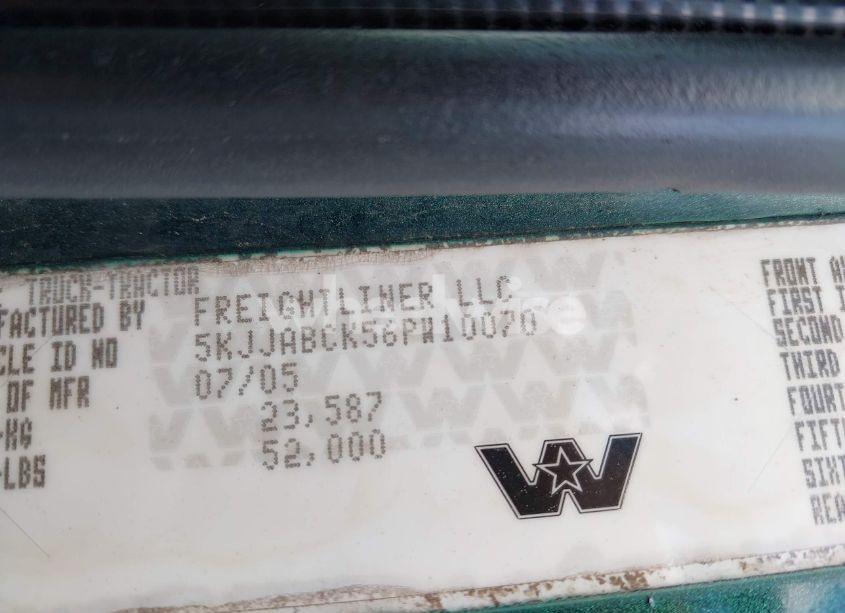 TRUCK-TRACTOR
FACTURED BY FREIGHTLINER LLC
CLE ID NO 5KJJABCK56PW10070
OF MFR 07/05
-KG 23,587
-LBS 52,000
FRONT A
FIRST I
SECOND
THIRD
FOURT
FIFT
SIXT
REA